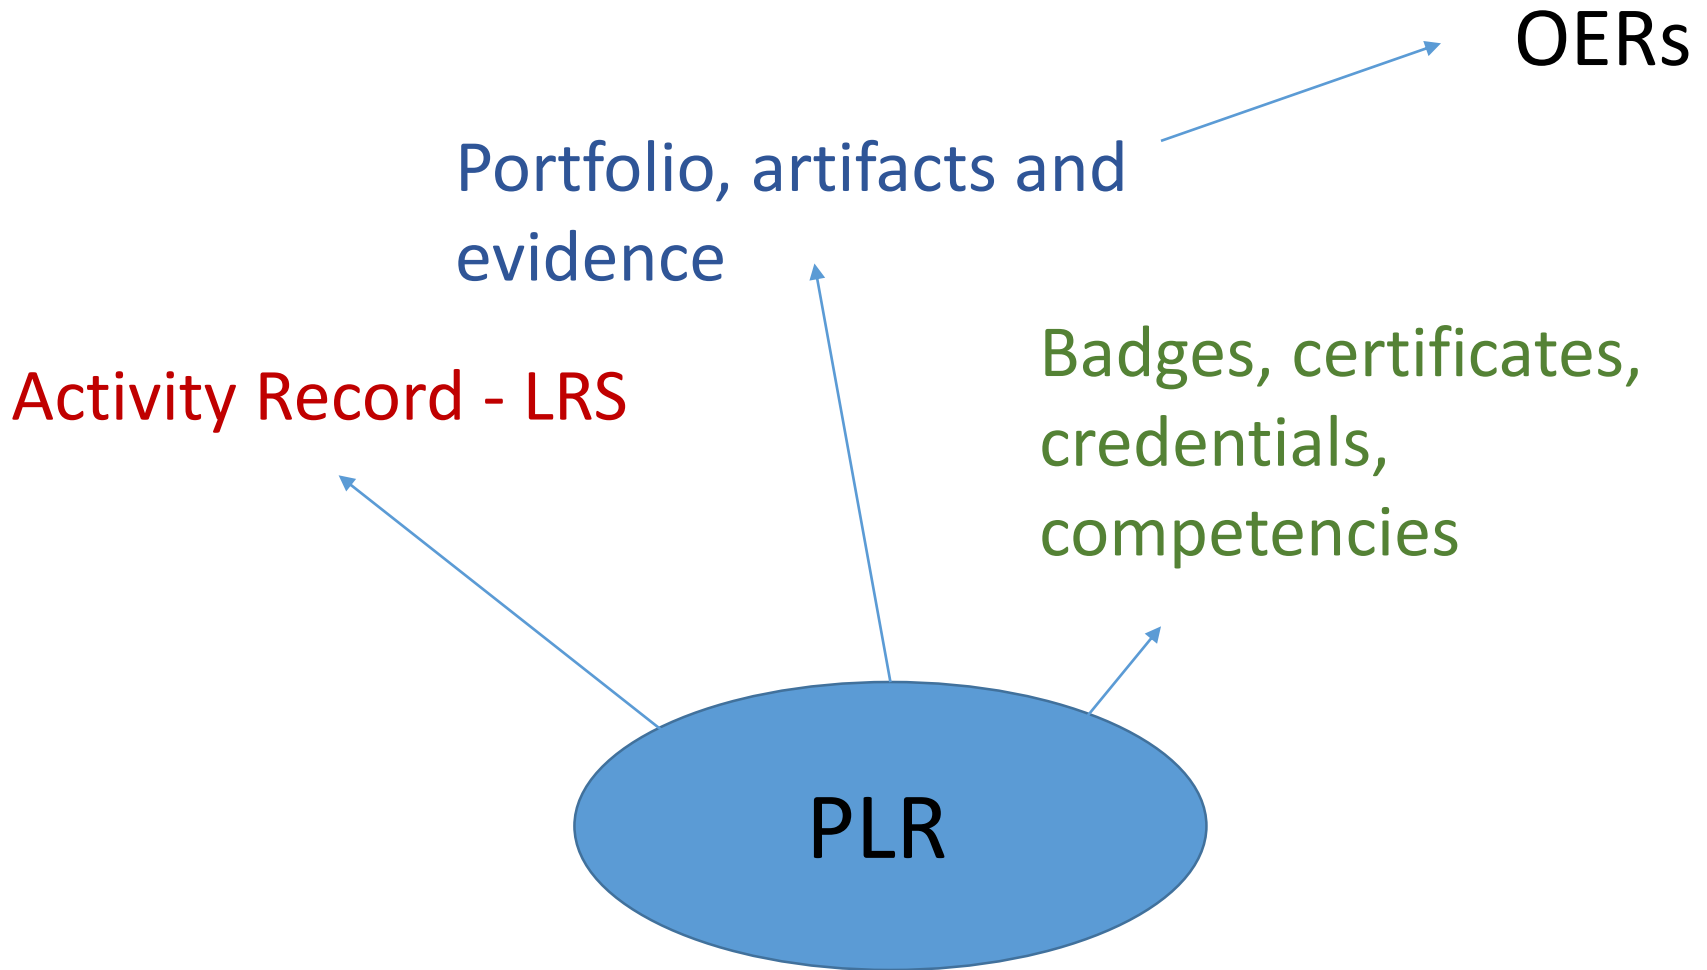 OERs
Portfolio, artifacts and
evidence
Activity Record - LRS
Badges, certificates,
credentials,
competencies
PLR